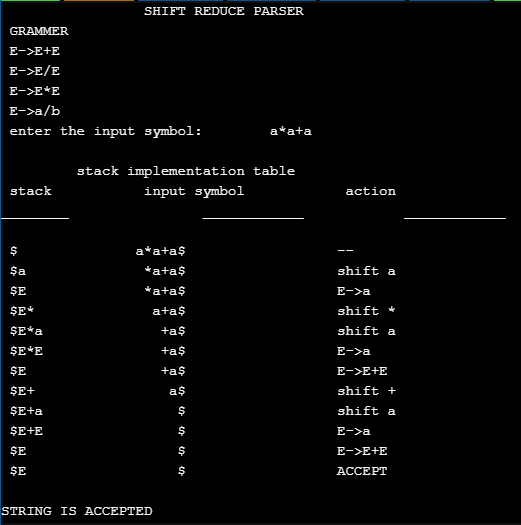 SHIFT REDUCE PARSER
GRAMMER
E->E+E
E->E/E
E->E*E
E->a/b
enter the input symbol: a*a+a
stack implementation table
stack input symbol action
$ a*a+a$ --
$a *a+a$ shift a
$E *a+a$ E->a
$E* a+a$ shift *
$E*a +a$ shift a
$E*E +a$ E->a
$E +a$ E->E+E
$E+ a$ shift +
$E+a $ shift a
$E+E $ E->a
$E $ E->E+E
$E $ ACCEPT
STRING IS ACCEPTED